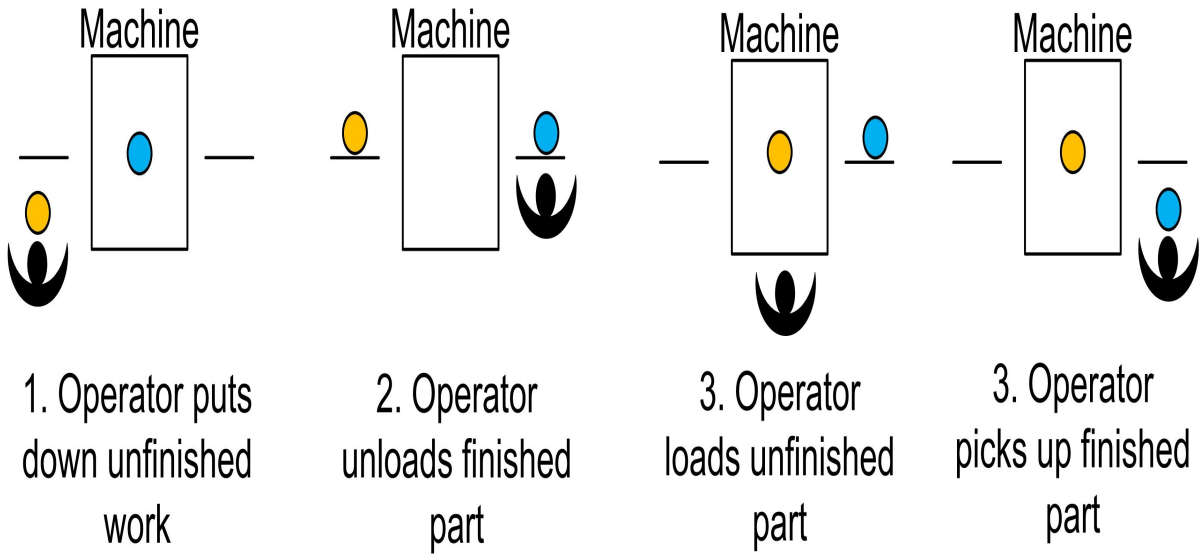 Machine
Machine
Machine
Machine
1. Operator puts
down unfinished
work
2. Operator
unloads finished
part
3. Operator
loads unfinished
part
3. Operator
picks up finished
part